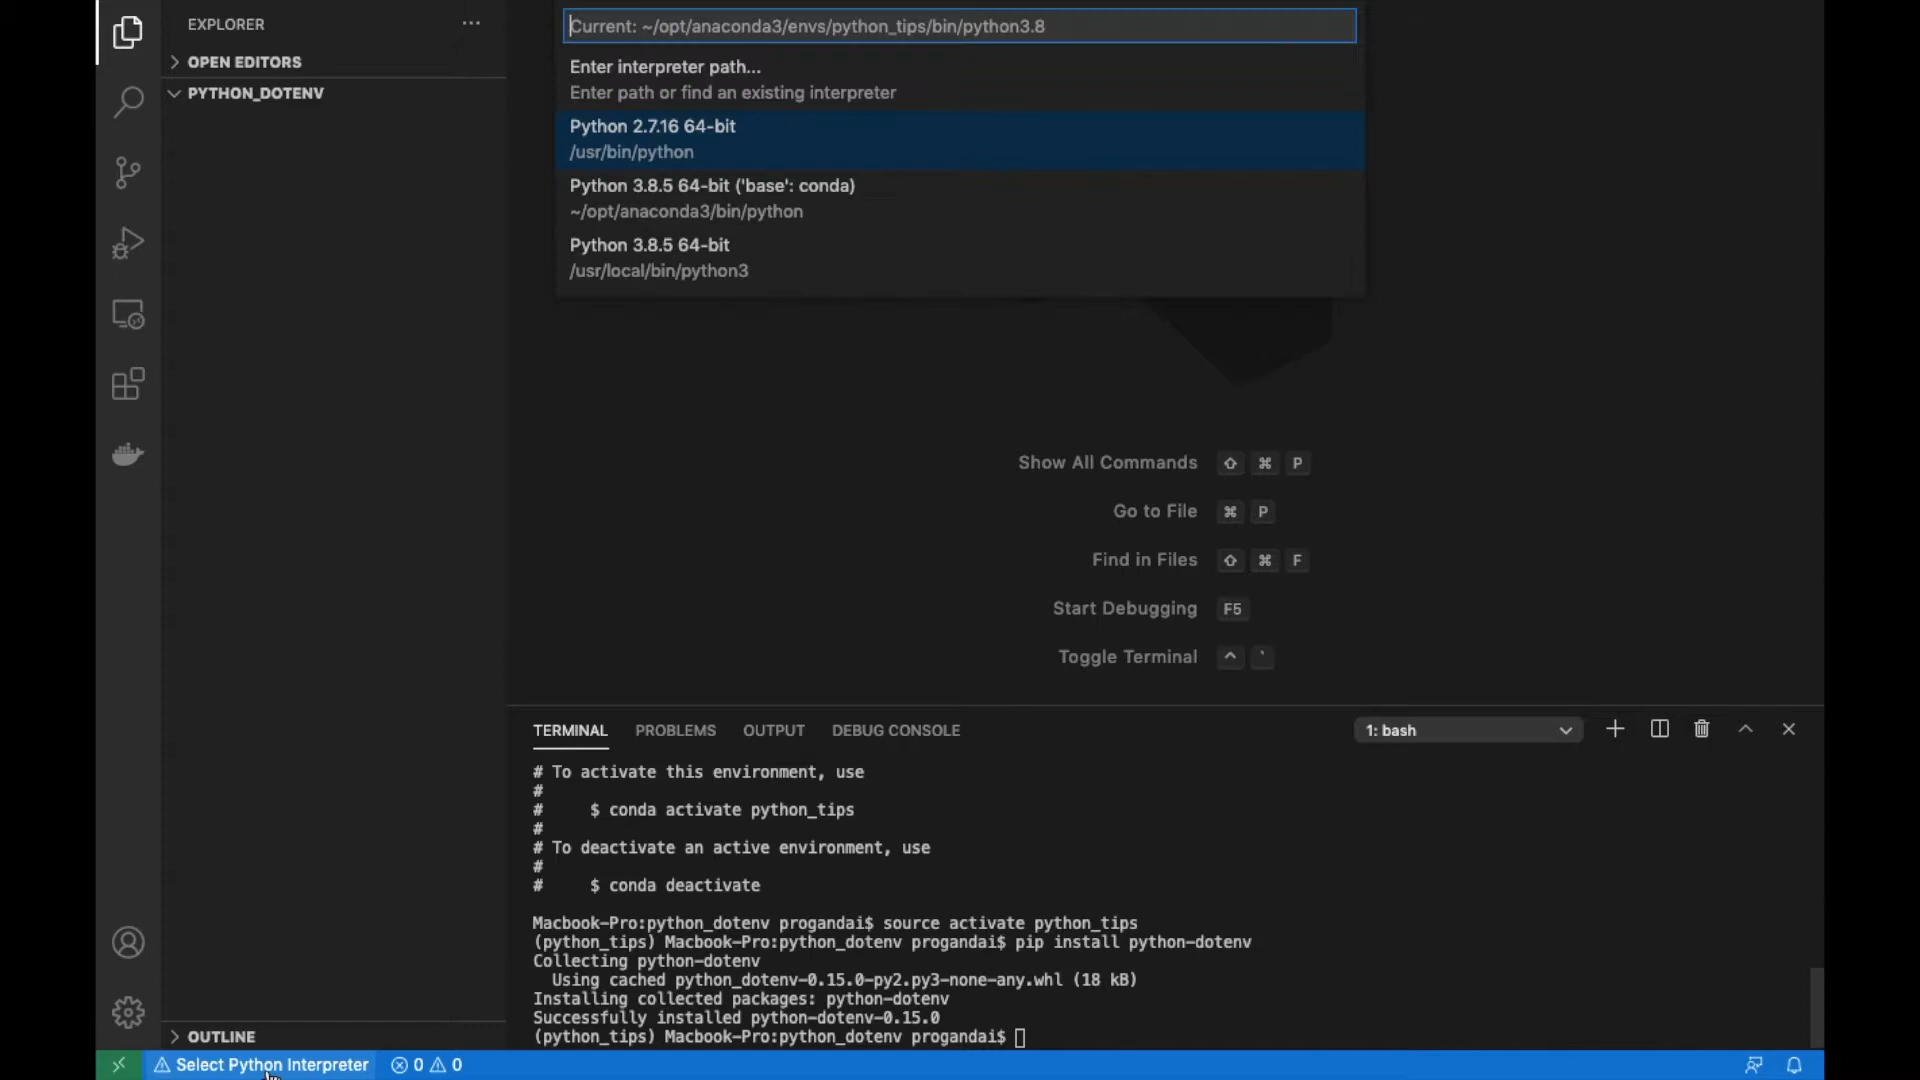 EXPLORER
OPEN EDITORS
PYTHON_DOTENV
Current: ~/opt/anaconda3/envs/python_tips/bin/python3.8
Enter interpreter path...
Enter path or find an existing interpreter
Python 2.7.16 64-bit
/usr/bin/python
Python 3.8.5 64-bit ('base': conda)
~/opt/anaconda3/bin/python
Python 3.8.5 64-bit
/usr/local/bin/python3
Show All Commands ⇧ ⌘ P
Go to File ⌘ P
Find in Files ⇧ ⌘ F
Start Debugging F5
Toggle Terminal ^ `
TERMINAL PROBLEMS OUTPUT DEBUG CONSOLE 1: bash
# To activate this environment, use
#
#     $ conda activate python_tips
#
# To deactivate an active environment, use
#
#     $ conda deactivate
Macbook-Pro:python_dotenv progandai$ source activate python_tips
(python_tips) Macbook-Pro:python_dotenv progandai$ pip install python-dotenv
Collecting python-dotenv
  Using cached python_dotenv-0.15.0-py2.py3-none-any.whl (18 kB)
Installing collected packages: python-dotenv
Successfully installed python-dotenv-0.15.0
(python_tips) Macbook-Pro:python_dotenv progandai$
OUTLINE
Select Python Interpreter 0 0